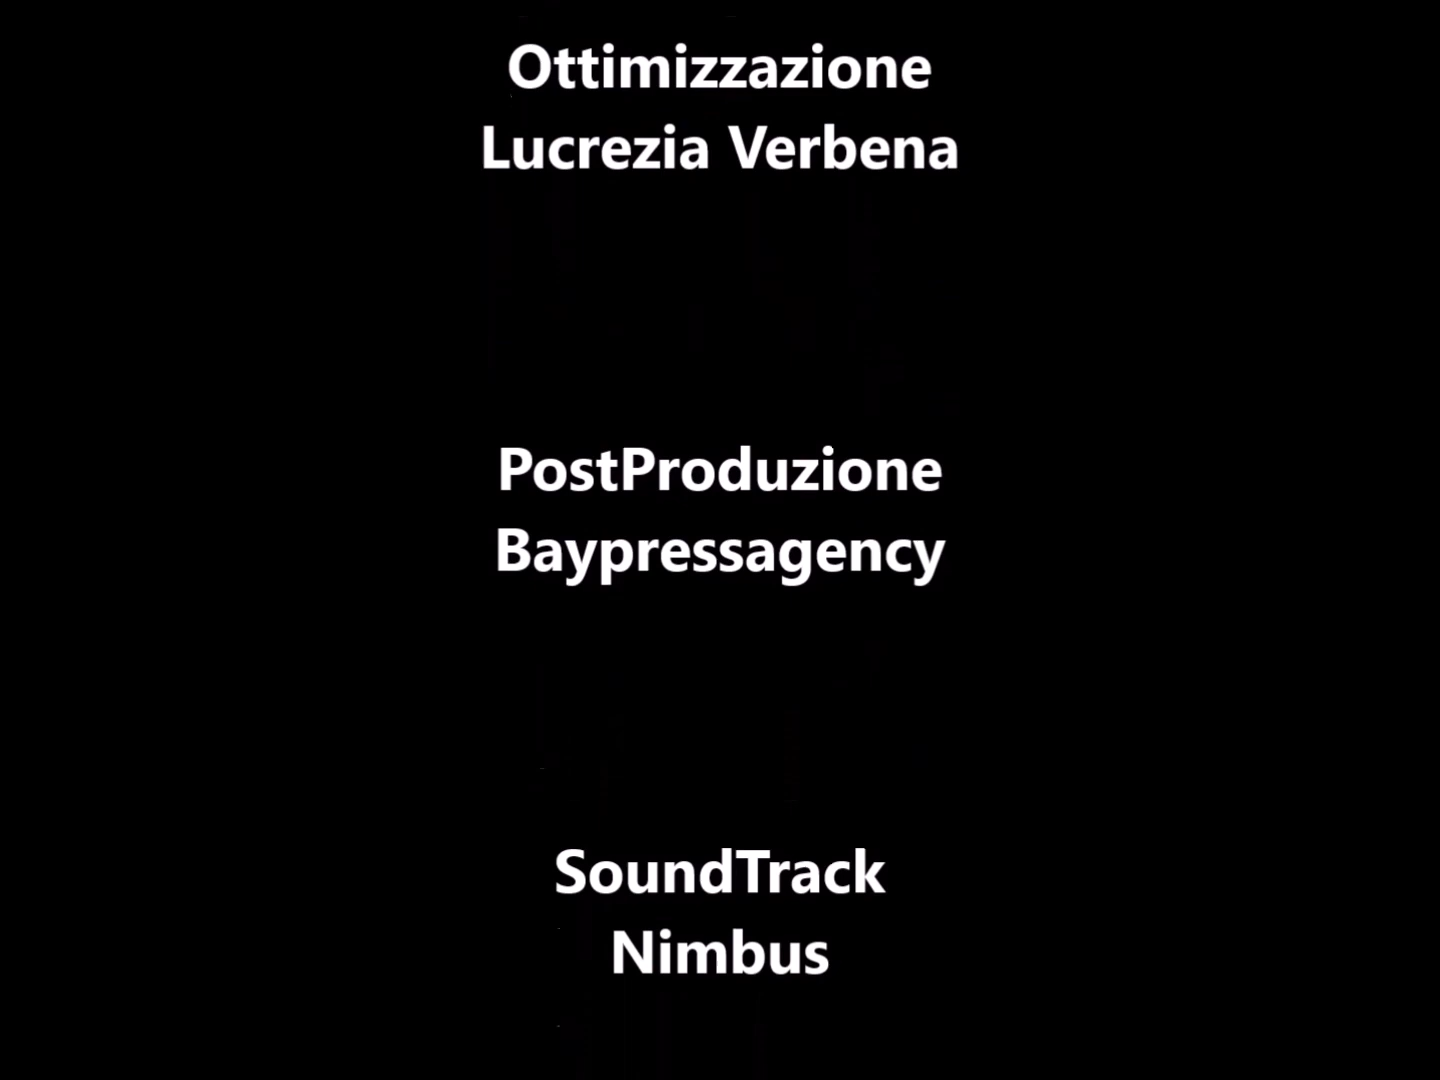 Ottimizzazione
Lucrezia Verbena
PostProduzione
Baypressagency
SoundTrack
Nimbus